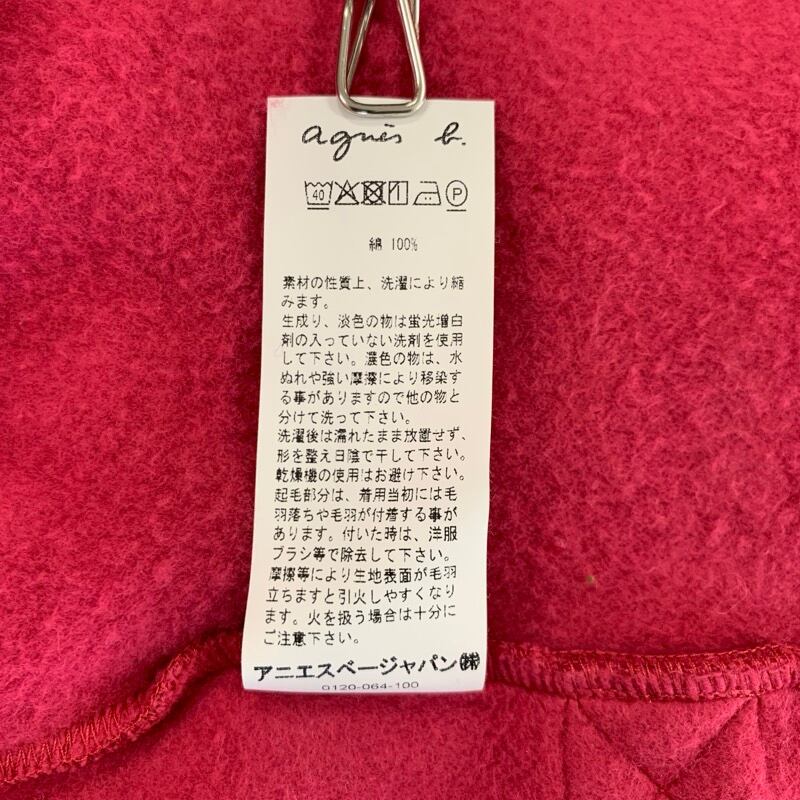 agnès b.
40 P
綿 100%
素材の性質上、洗濯により縮
みます。
生成り、淡色の物は蛍光増白
剤の入っていない洗剤を使用
して下さい。濃色の物は、水
ぬれや強い摩擦により移染す
る事がありますので他の物と
分けて洗って下さい。
洗濯後は濡れたまま放置せず、
形を整え日陰で干して下さい。
乾燥機の使用はお避け下さい。
起毛部分は、着用当初には毛
羽落ちや毛羽が付着する事が
あります。付いた時は、洋服
ブラシ等で除去して下さい。
摩擦等により生地表面が毛羽
立ちますと引火しやすくなり
ます。火を扱う場合は十分に
ご注意下さい。
アニエスベージャパン㈱
0120-064-100